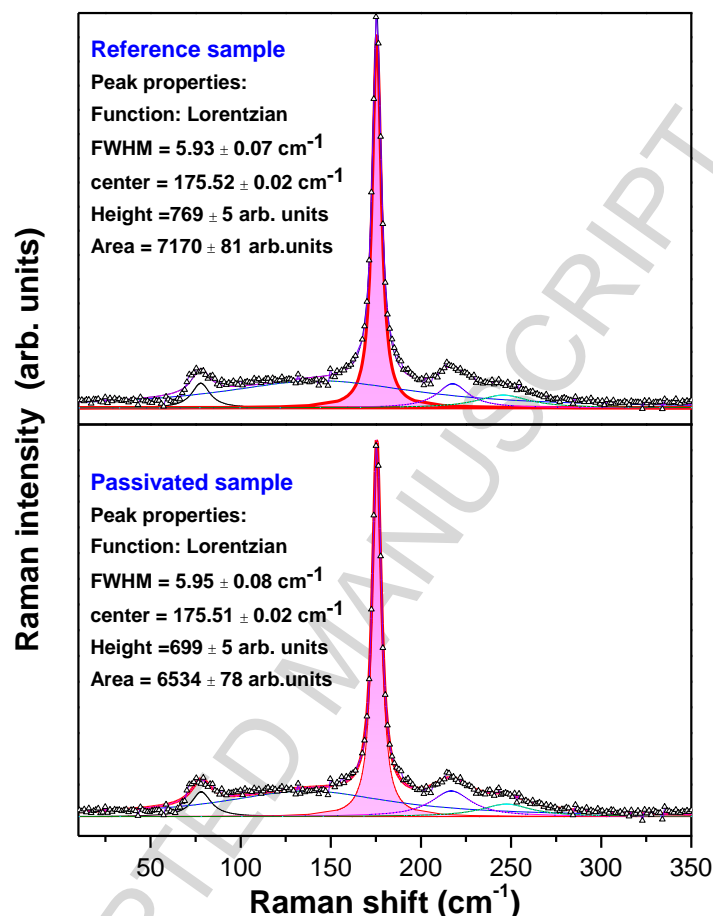 Reference sample
Peak properties:
Function: Lorentzian
FWHM = 5.93 ± 0.07 cm⁻¹
center = 175.52 ± 0.02 cm⁻¹
Height =769 ± 5 arb. units
Area = 7170 ± 81 arb.units
Passivated sample
Peak properties:
Function: Lorentzian
FWHM = 5.95 ± 0.08 cm⁻¹
center = 175.51 ± 0.02 cm⁻¹
Height =699 ± 5 arb. units
Area = 6534 ± 78 arb.units
Raman intensity (arb. units)
50 100 150 200 250 300 350
Raman shift (cm⁻¹)
PTED MANUSCRIPT